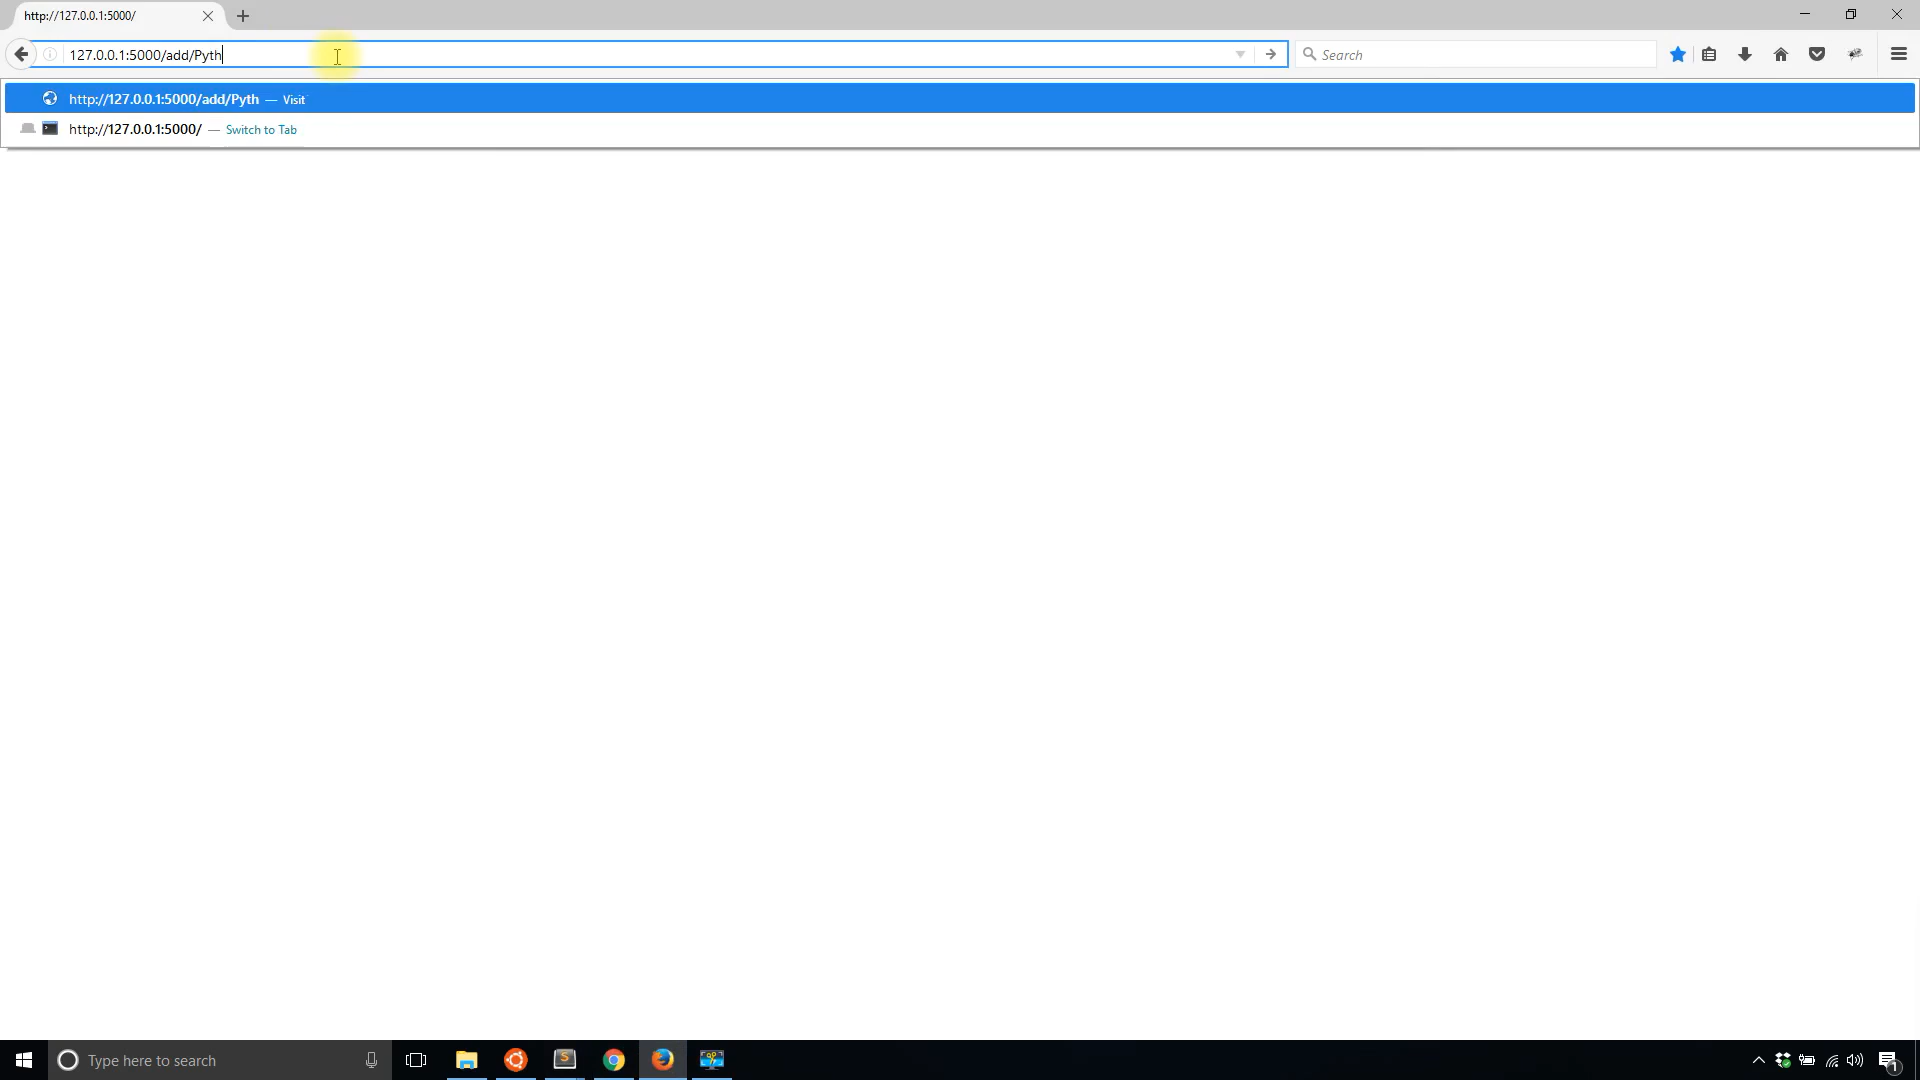 http://127.0.0.1:5000/
127.0.0.1:5000/add/Pyth
Search
http://127.0.0.1:5000/add/Pyth — Visit
http://127.0.0.1:5000/ — Switch to Tab
Type here to search
S
1